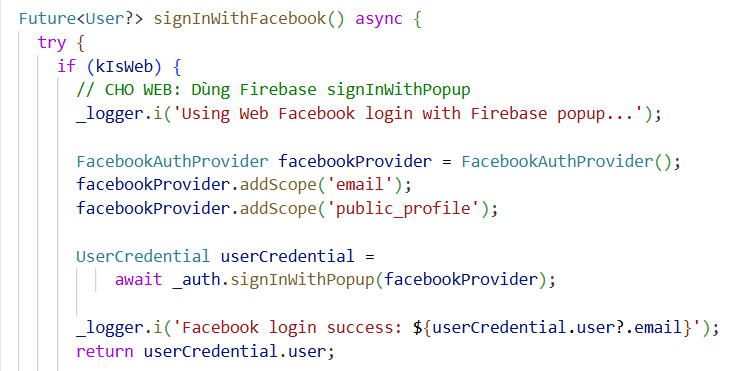 Future<User?> signInWithFacebook() async {
try {
if (kIsWeb) {
// CHO WEB: Dùng Firebase signInWithPopup
_logger.i('Using Web Facebook login with Firebase popup...');
FacebookAuthProvider facebookProvider = FacebookAuthProvider();
facebookProvider.addScope('email');
facebookProvider.addScope('public_profile');
UserCredential userCredential =
await _auth.signInWithPopup(facebookProvider);
_logger.i('Facebook login success: ${userCredential.user?.email}');
return userCredential.user;